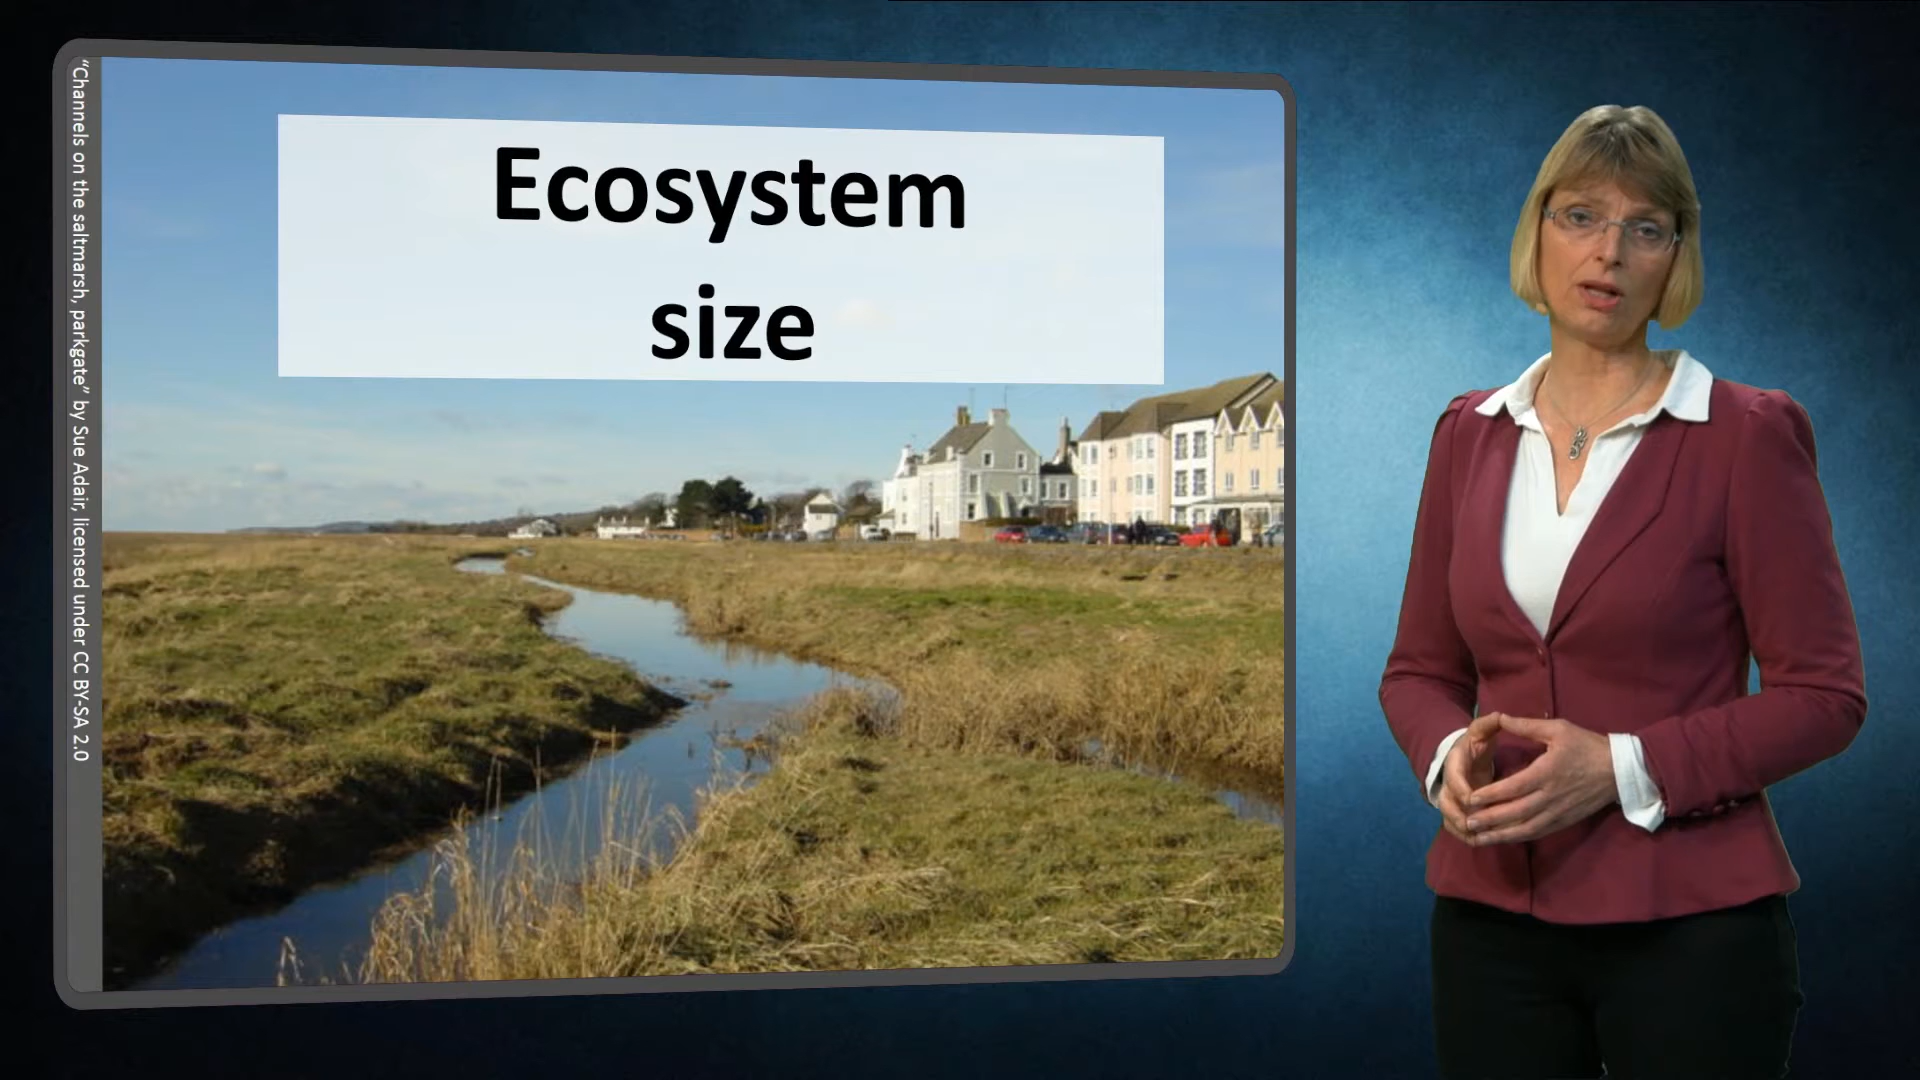 Ecosystem
size
“Channels on the saltmarsh, parkgate” by Sue Adair, licensed under CC BY-SA 2.0